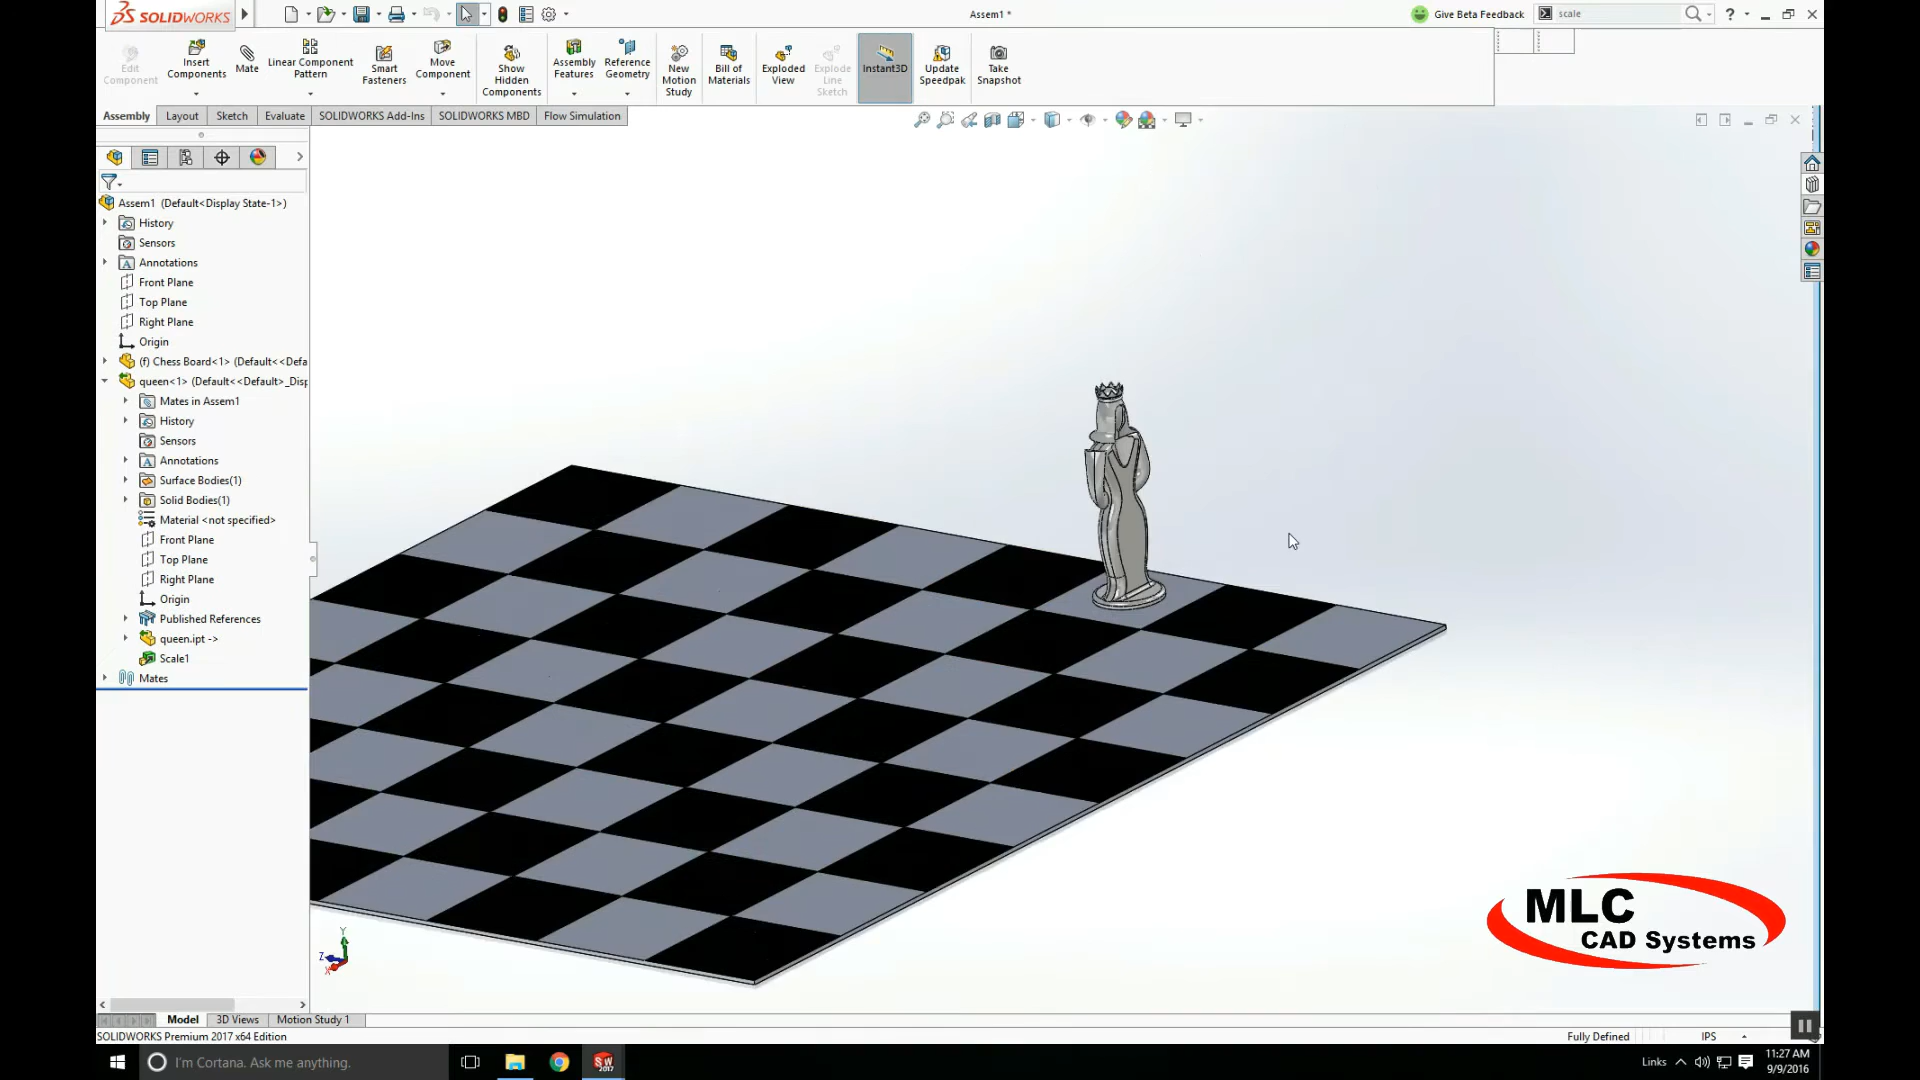 SOLIDWORKS
Assem1 *
Give Beta Feedback
scale
?
Edit
Component
Insert
Components
Mate
Linear Component
Pattern
Smart
Fasteners
Move
Component
Show
Hidden
Components
Assembly
Features
Reference
Geometry
New
Motion
Study
Bill of
Materials
Exploded
View
Explode
Line
Sketch
Instant3D
Update
Speedpak
Take
Snapshot
Assembly Layout Sketch Evaluate SOLIDWORKS Add-Ins SOLIDWORKS MBD Flow Simulation
Assem1 (Default<Display State-1>)
History
Sensors
Annotations
Front Plane
Top Plane
Right Plane
Origin
(f) Chess Board<1> (Default<<Defa
queen<1> (Default<<Default>_Disp
Mates in Assem1
History
Sensors
Annotations
Surface Bodies(1)
Solid Bodies(1)
Material <not specified>
Front Plane
Top Plane
Right Plane
Origin
Published References
queen.ipt ->
Scale1
Mates
Y
Z
X
MLC
CAD Systems
Model 3D Views Motion Study 1
SOLIDWORKS Premium 2017 x64 Edition
Fully Defined
IPS
I'm Cortana. Ask me anything.
SW
2017
Links
11:27 AM
9/9/2016